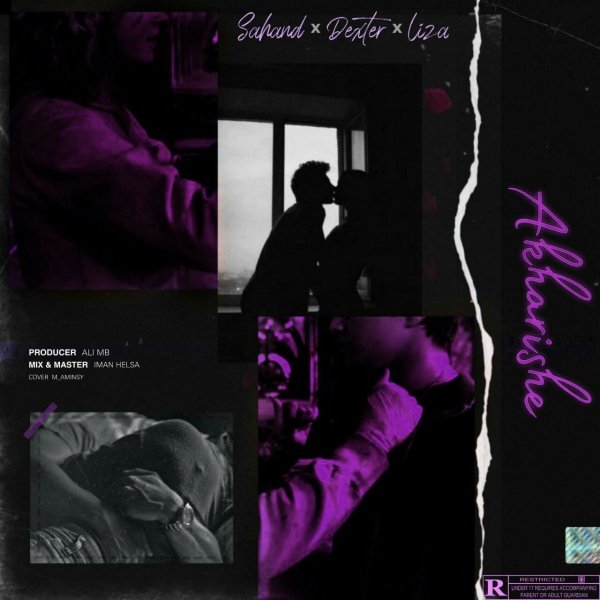 Sahand x Dexter x Liza
Akharishe
PRODUCER ALI MB
MIX & MASTER IMAN HELSA
COVER M_AMINSY
R
RESTRICTED
UNDER 17 REQUIRES ACCOMPANYING
PARENT OR ADULT GUARDIAN